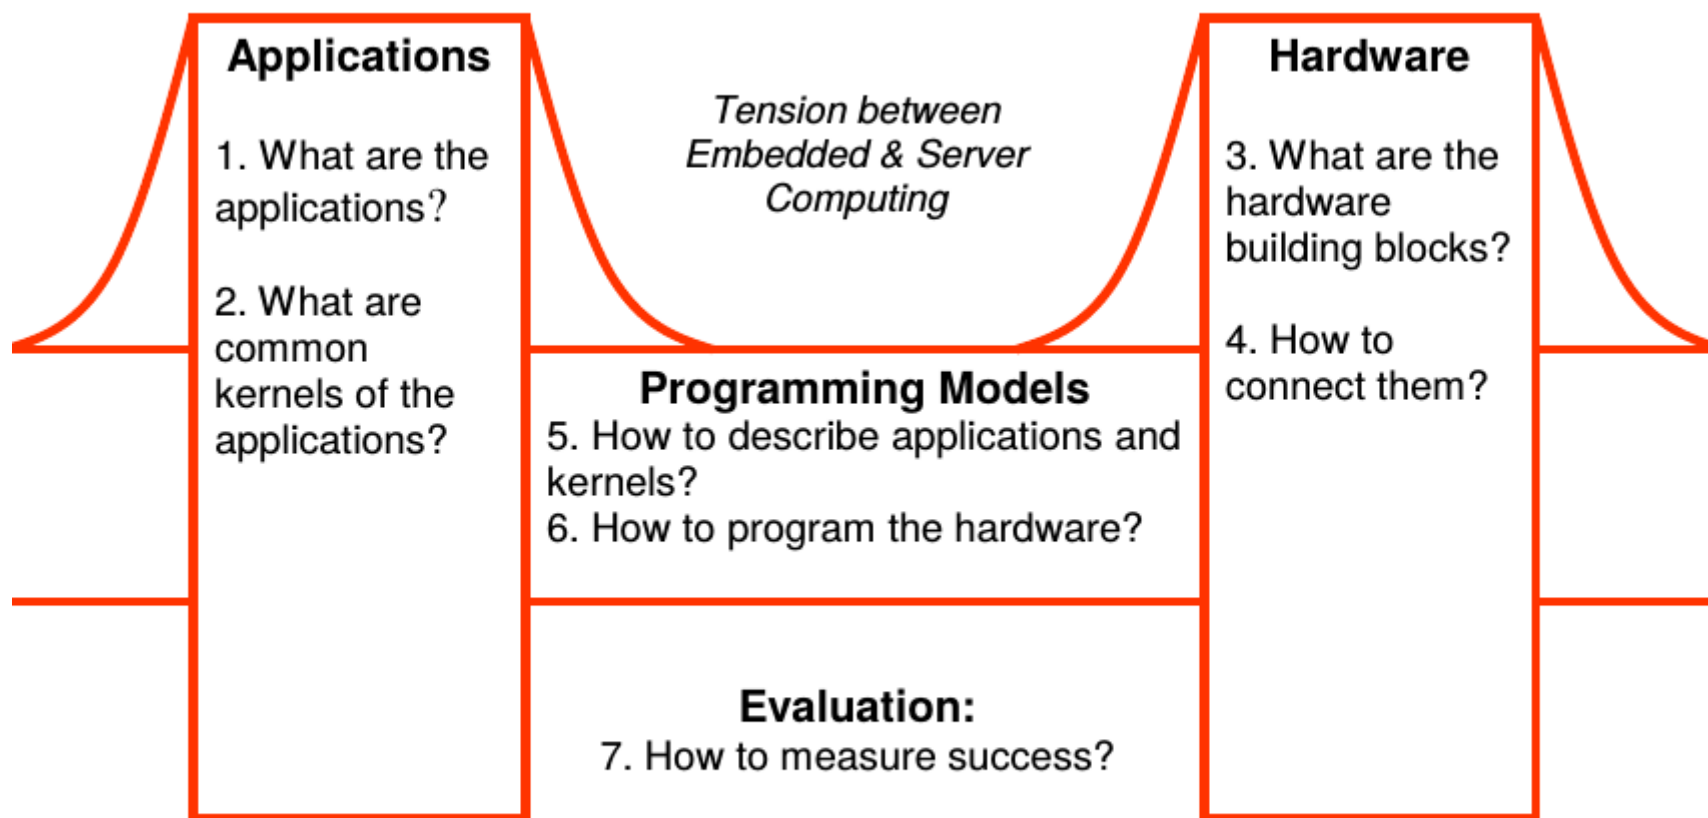 Applications
1. What are the
applications?
2. What are
common
kernels of the
applications?
Tension between
Embedded & Server
Computing
Hardware
3. What are the
hardware
building blocks?
4. How to
connect them?
Programming Models
5. How to describe applications and
kernels?
6. How to program the hardware?
Evaluation:
7. How to measure success?